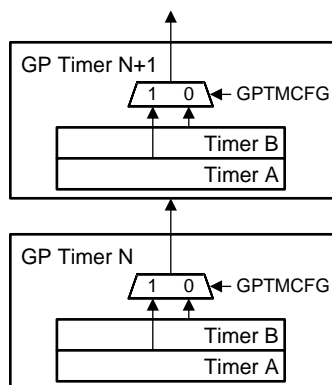 GP Timer N+1
1 0
GPTMCFG
Timer B
Timer A
GP Timer N
1 0
GPTMCFG
Timer B
Timer A